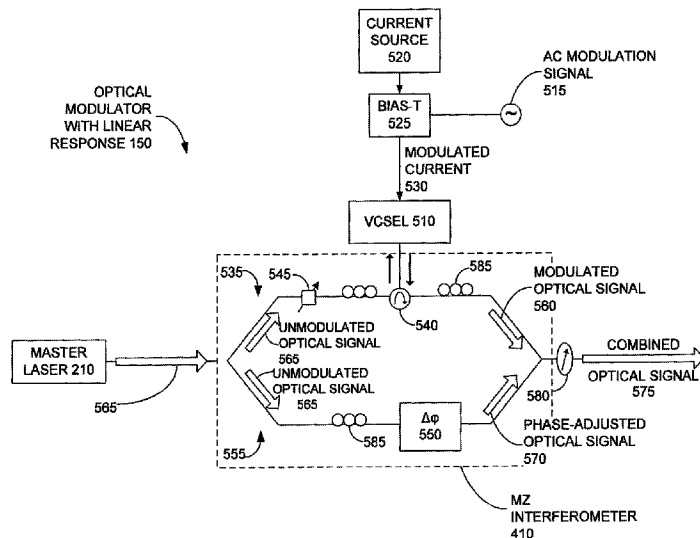 CURRENT
SOURCE
520
AC MODULATION
SIGNAL
515
~
OPTICAL
MODULATOR
WITH LINEAR
RESPONSE 150
BIAS-T
525
MODULATED
CURRENT
530
VCSEL 510
535
545
585
MODULATED
OPTICAL SIGNAL
560
540
UNMODULATED
OPTICAL SIGNAL
565
MASTER
LASER 210
565
UNMODULATED
OPTICAL SIGNAL
565
COMBINED
OPTICAL SIGNAL
575
580
555
585
Δφ
550
PHASE-ADJUSTED
OPTICAL SIGNAL
570
MZ
INTERFEROMETER
410